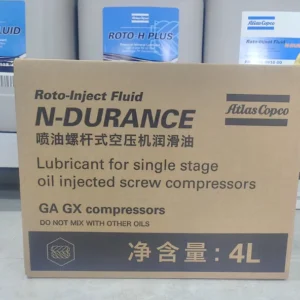 FLUID
ROTO-H PLUS
Roto-Inject Fluid
N-DURANCE
喷油螺杆式空压机润滑油
Atlas Copco
Lubricant for single stage
oil injected screw compressors
GA GX compressors
DO NOT MIX WITH OTHER OILS
净含量：4L